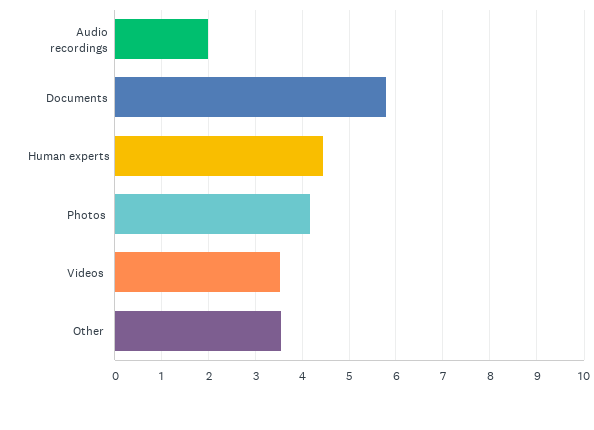 Audio
recordings
Documents
Human experts
Photos
Videos
Other
0 1 2 3 4 5 6 7 8 9 10